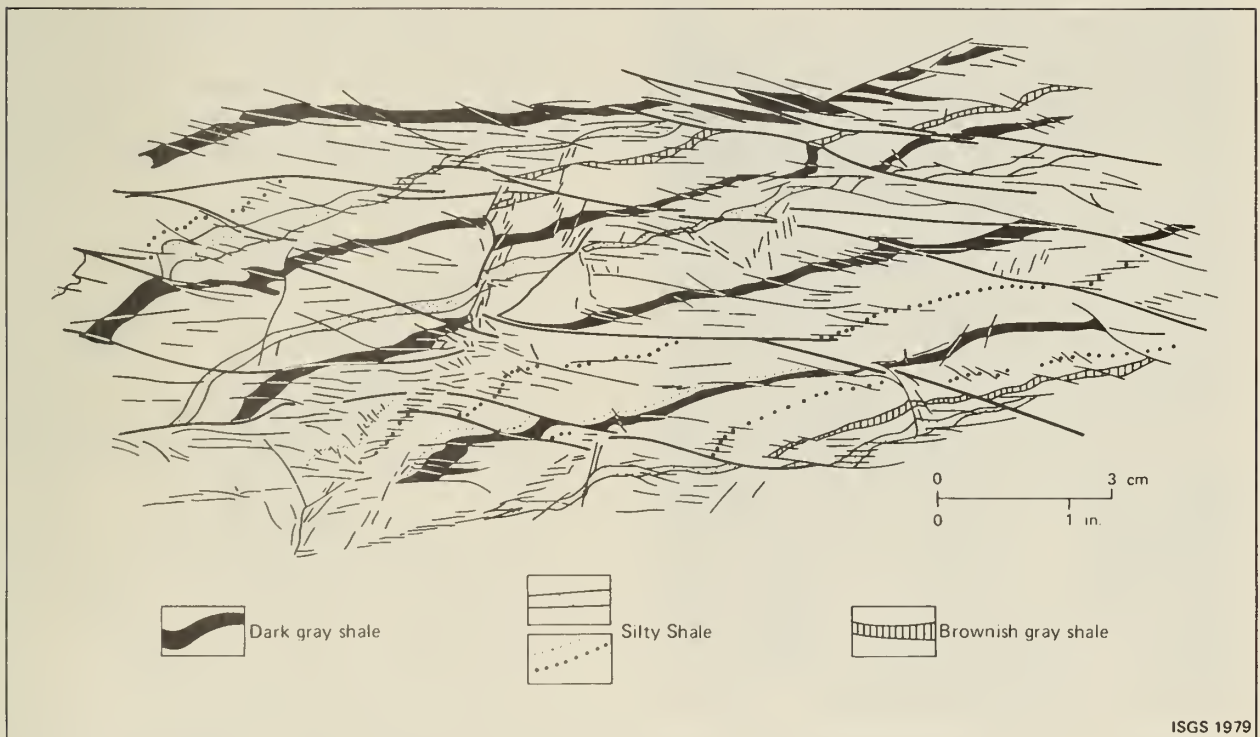 0 3 cm
0 1 in.
Dark gray shale
Silty Shale
Brownish gray shale
ISGS 1979